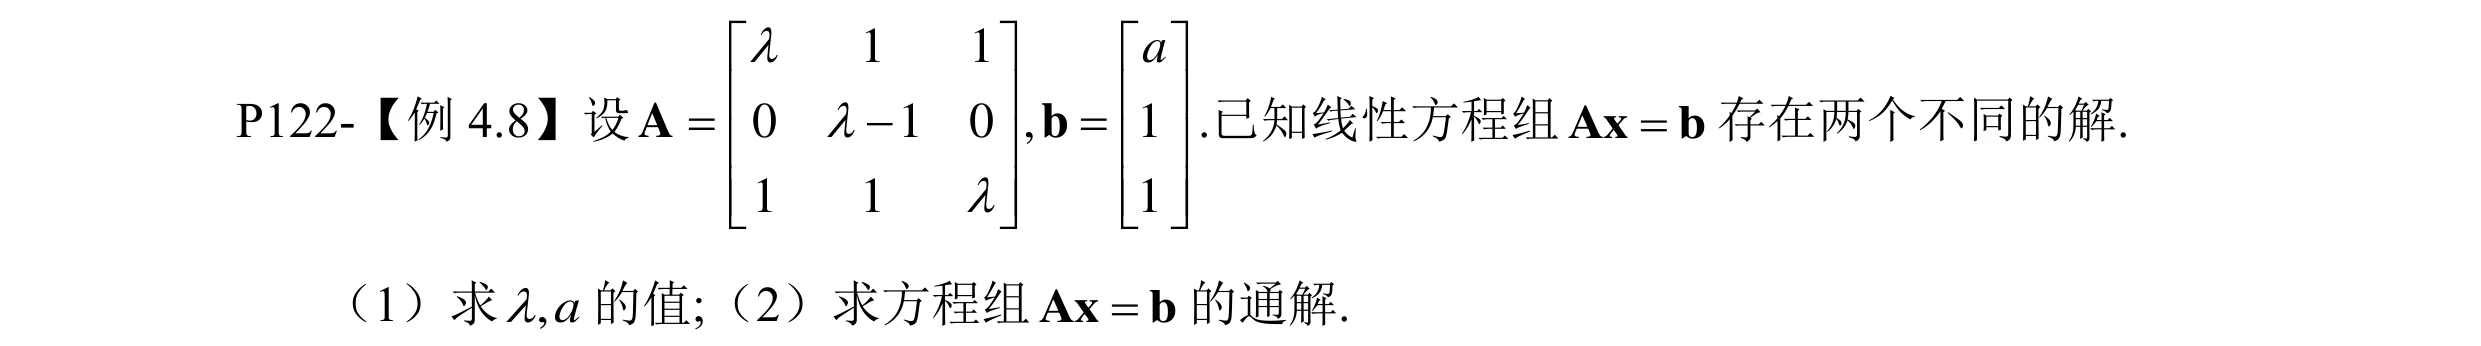 P122-【例 4.8】设 $\mathbf{A}=\begin{bmatrix}\lambda & 1 & 1\\ 0 & \lambda-1 & 0\\ 1 & 1 & \lambda\end{bmatrix},\mathbf{b}=\begin{bmatrix}a\\ 1\\ 1\end{bmatrix}$.已知线性方程组 $\mathbf{Ax}=\mathbf{b}$ 存在两个不同的解.
（1）求 $\lambda,a$ 的值;（2）求方程组 $\mathbf{Ax}=\mathbf{b}$ 的通解.